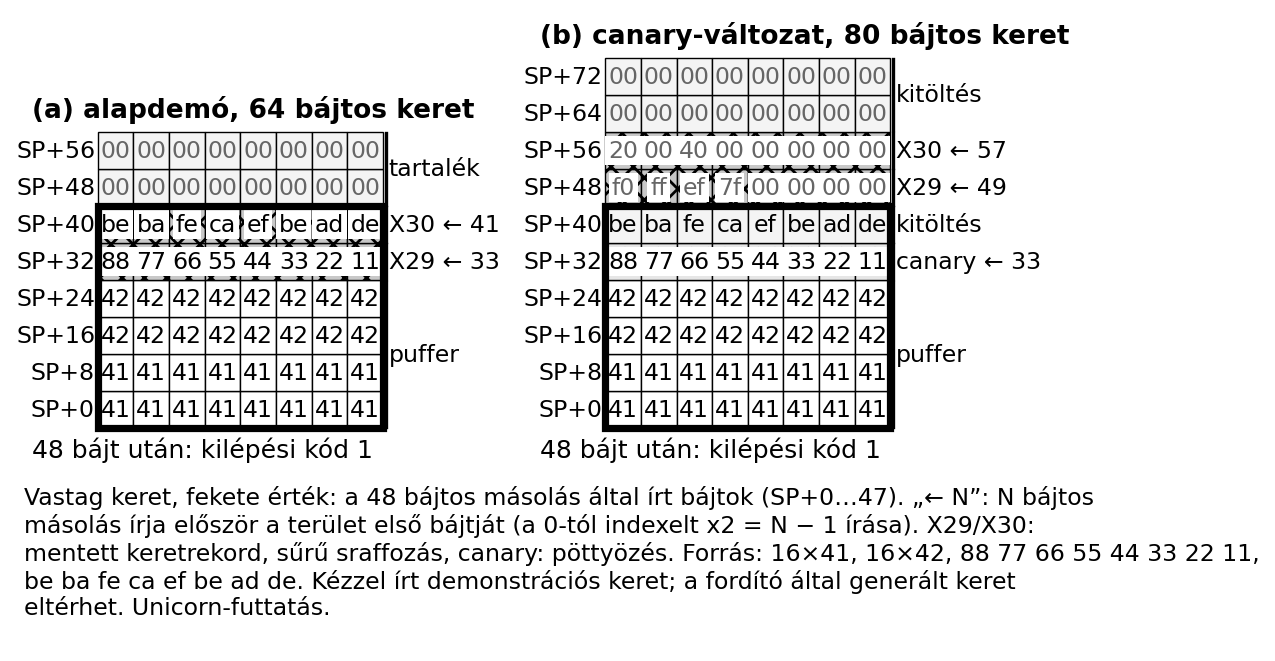 (a) alapdemó, 64 bájtos keret
SP+56 00 00 00 00 00 00 00 00
tartalék
SP+48 00 00 00 00 00 00 00 00
SP+40 be ba fe ca ef be ad de X30 ← 41
SP+32 88 77 66 55 44 33 22 11 X29 ← 33
SP+24 42 42 42 42 42 42 42 42
SP+16 42 42 42 42 42 42 42 42
puffer
SP+8 41 41 41 41 41 41 41 41
SP+0 41 41 41 41 41 41 41 41
48 bájt után: kilépési kód 1
(b) canary-változat, 80 bájtos keret
SP+72 00 00 00 00 00 00 00 00
kitöltés
SP+64 00 00 00 00 00 00 00 00
SP+56 20 00 40 00 00 00 00 00 X30 ← 57
SP+48 f0 ff ef 7f 00 00 00 00 X29 ← 49
SP+40 be ba fe ca ef be ad de kitöltés
SP+32 88 77 66 55 44 33 22 11 canary ← 33
SP+24 42 42 42 42 42 42 42 42
SP+16 42 42 42 42 42 42 42 42
puffer
SP+8 41 41 41 41 41 41 41 41
SP+0 41 41 41 41 41 41 41 41
48 bájt után: kilépési kód 1
Vastag keret, fekete érték: a 48 bájtos másolás által írt bájtok (SP+0…47). „← N”: N bájtos
másolás írja először a terület első bájtját (a 0-tól indexelt x2 = N − 1 írása). X29/X30:
mentett keretrekord, sűrű sraffozás, canary: pöttyözés. Forrás: 16×41, 16×42, 88 77 66 55 44 33 22 11,
be ba fe ca ef be ad de. Kézzel írt demonstrációs keret; a fordító által generált keret
eltérhet. Unicorn-futtatás.